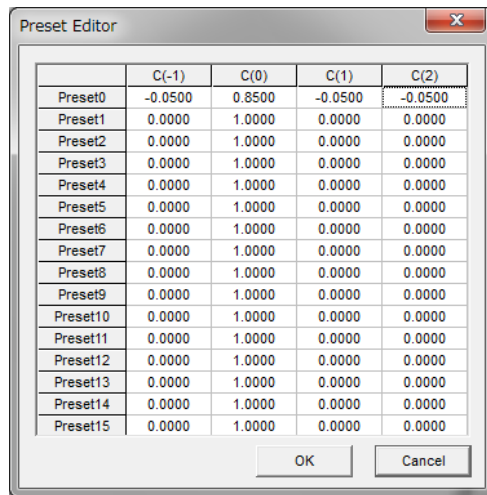 Preset Editor
C(-1) C(0) C(1) C(2)
Preset0 -0.0500 0.8500 -0.0500 -0.0500
Preset1 0.0000 1.0000 0.0000 0.0000
Preset2 0.0000 1.0000 0.0000 0.0000
Preset3 0.0000 1.0000 0.0000 0.0000
Preset4 0.0000 1.0000 0.0000 0.0000
Preset5 0.0000 1.0000 0.0000 0.0000
Preset6 0.0000 1.0000 0.0000 0.0000
Preset7 0.0000 1.0000 0.0000 0.0000
Preset8 0.0000 1.0000 0.0000 0.0000
Preset9 0.0000 1.0000 0.0000 0.0000
Preset10 0.0000 1.0000 0.0000 0.0000
Preset11 0.0000 1.0000 0.0000 0.0000
Preset12 0.0000 1.0000 0.0000 0.0000
Preset13 0.0000 1.0000 0.0000 0.0000
Preset14 0.0000 1.0000 0.0000 0.0000
Preset15 0.0000 1.0000 0.0000 0.0000
OK Cancel